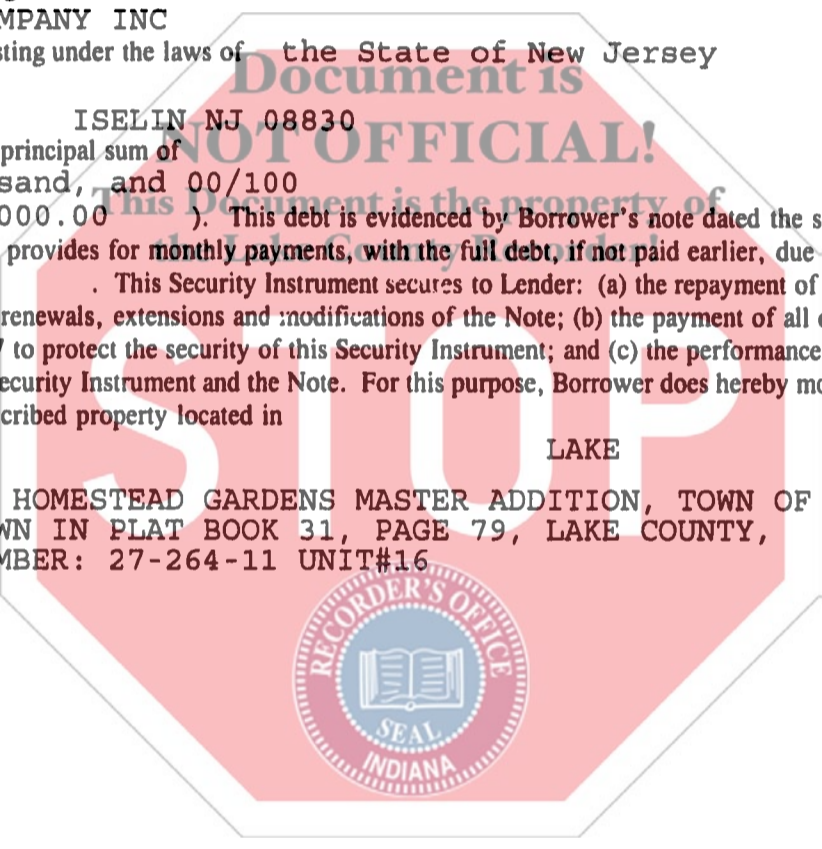 MPANY INC
sting under the laws of the State of New Jersey
Document is
ISELIN NJ 08830
NOT OFFICIAL!
principal sum of
sand, and 00/100
This Document is the property of
000.00 ). This debt is evidenced by Borrower's note dated the s
the Lake County Recorder!
provides for monthly payments, with the full debt, if not paid earlier, due
. This Security Instrument secures to Lender: (a) the repayment of
renewals, extensions and modifications of the Note; (b) the payment of all
to protect the security of this Security Instrument; and (c) the performance
ecurity Instrument and the Note. For this purpose, Borrower does hereby mo
cribed property located in
STOP
LAKE
HOMESTEAD GARDENS MASTER ADDITION, TOWN OF
WN IN PLAT BOOK 31, PAGE 79, LAKE COUNTY,
MBER: 27-264-11 UNIT#16
RECORDER'S OFFICE
SEAL
INDIANA